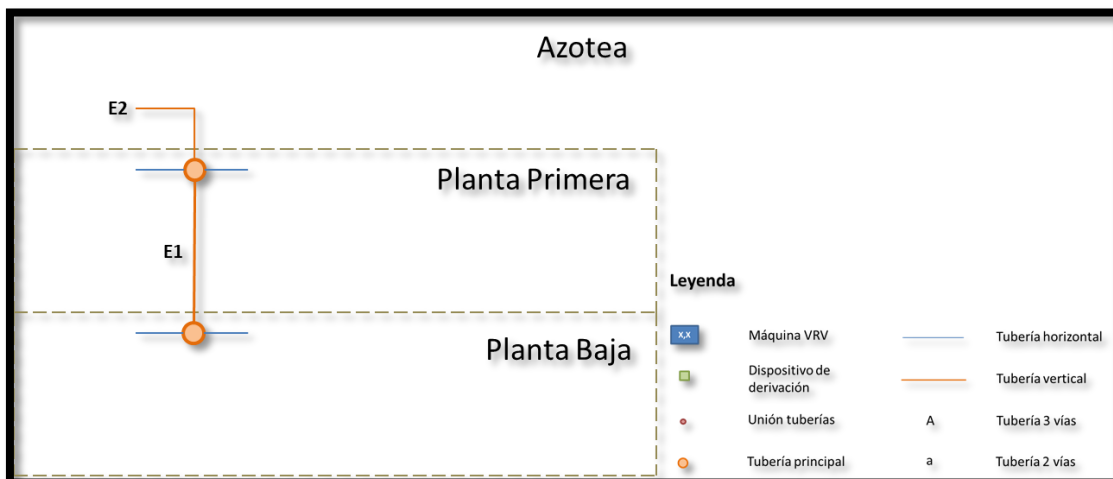 Azotea
E2
Planta Primera
E1
Planta Baja
Leyenda
x,x Máquina VRV Tubería horizontal
Dispositivo de
derivación
Tubería vertical
Unión tuberías A Tubería 3 vías
Tubería principal a Tubería 2 vías